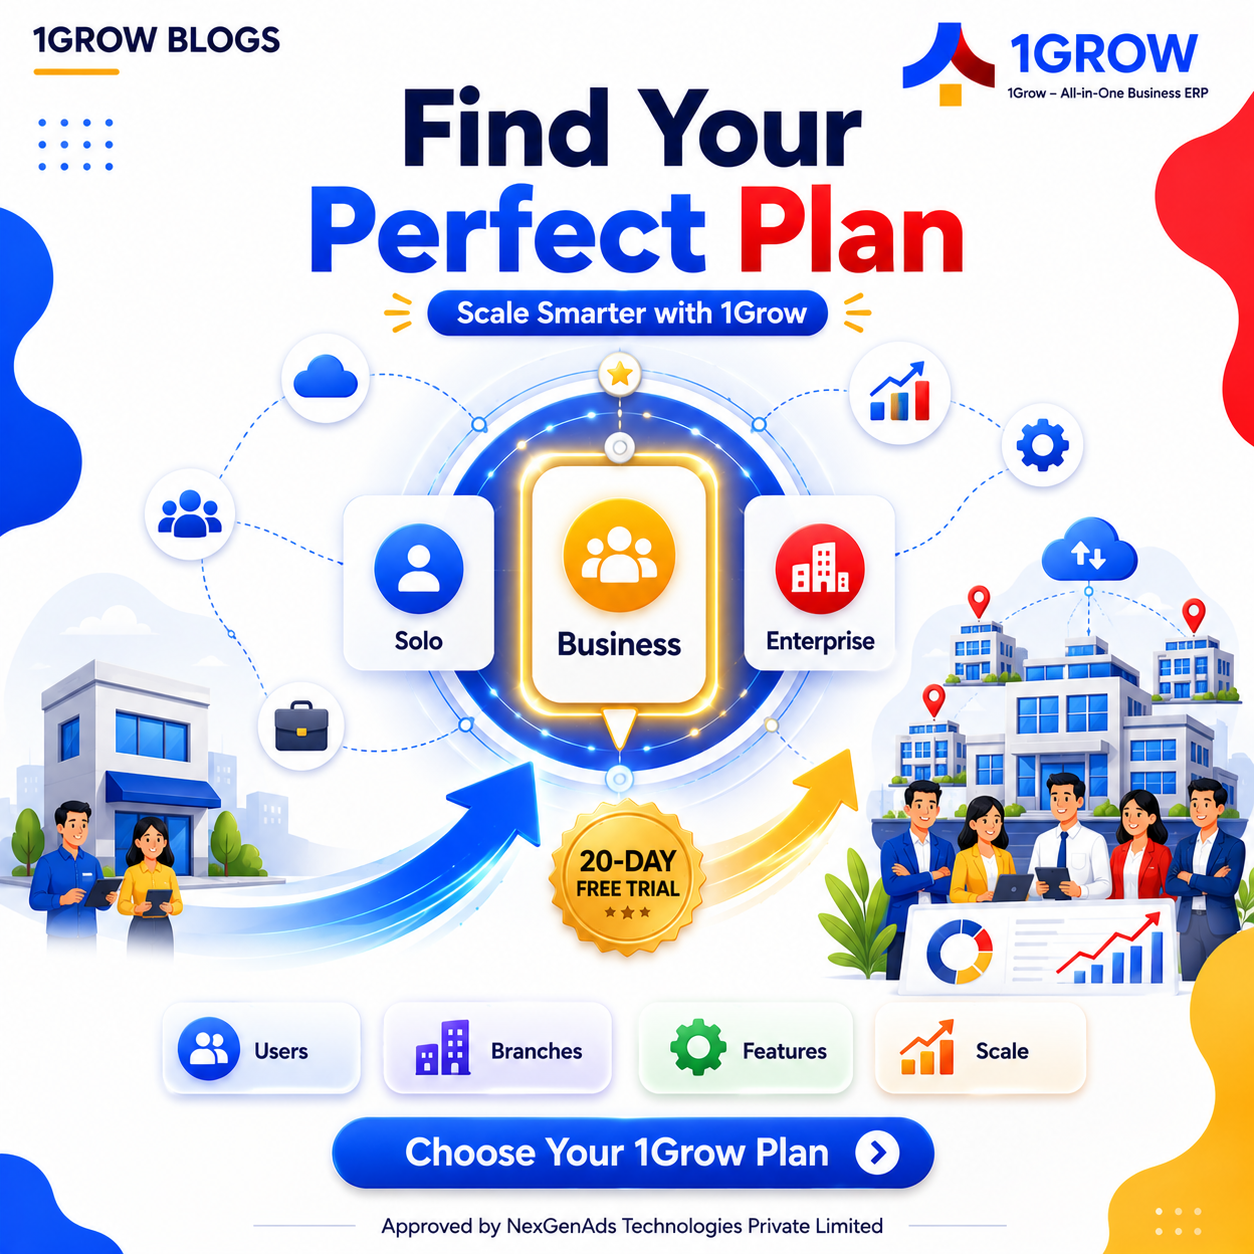 1GROW BLOGS
1GROW
1Grow – All-in-One Business ERP
Find Your
Perfect Plan
Scale Smarter with 1Grow
Solo
Business
Enterprise
20-DAY
FREE TRIAL
Users
Branches
Features
Scale
Choose Your 1Grow Plan
Approved by NexGenAds Technologies Private Limited